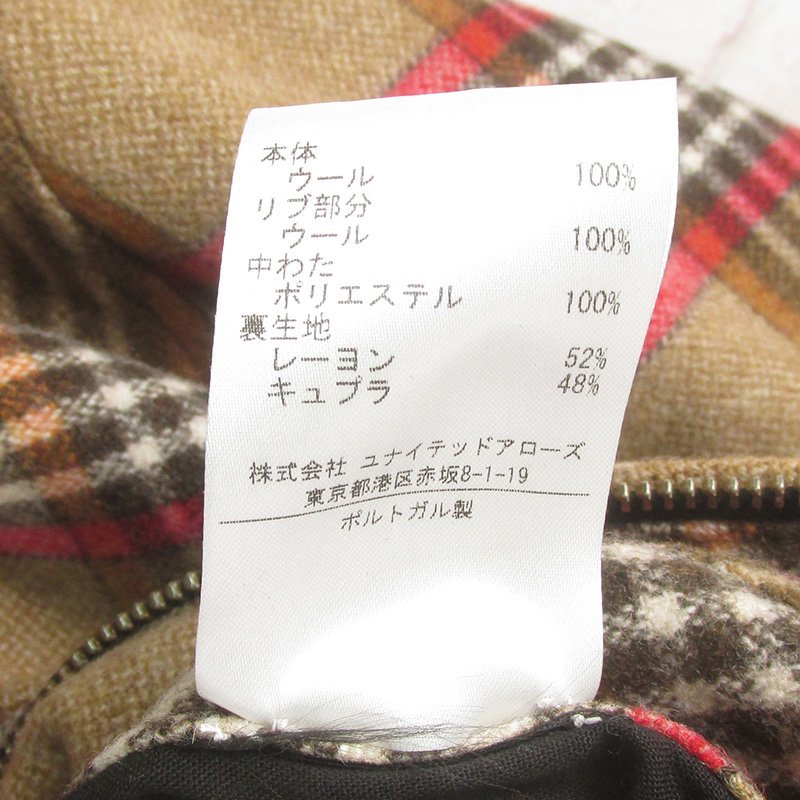 本体
ウール 100%
リブ部分
ウール 100%
中わた
ポリエステル 100%
裏生地
レーヨン 52%
キュプラ 48%
株式会社 ユナイテッドアローズ
東京都港区赤坂8-1-19
ポルトガル製